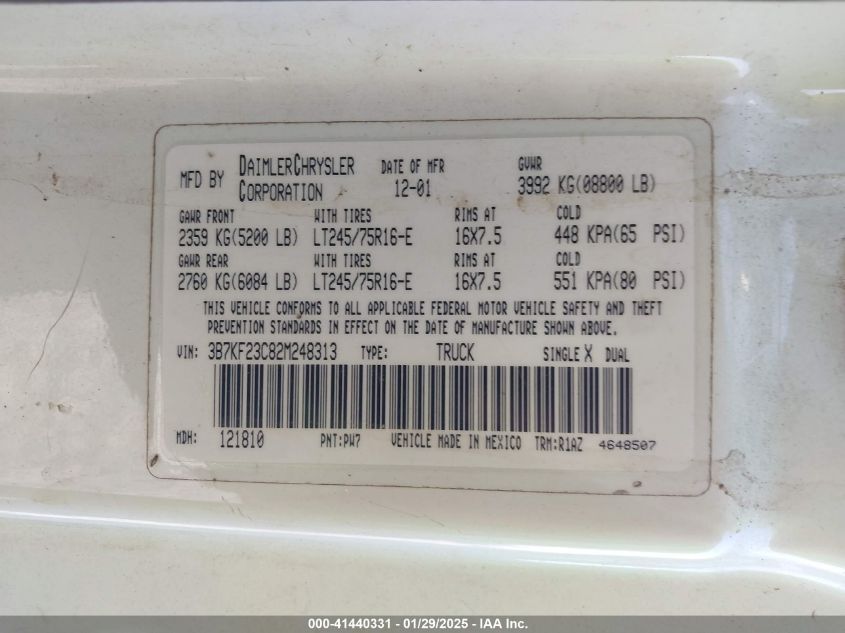 MFD BY DAIMLERCHRYSLER CORPORATION DATE OF MFR 12-01 GVWR 3992 KG(08800 LB)
GAWR FRONT WITH TIRES RIMS AT COLD
2359 KG(5200 LB) LT245/75R16-E 16X7.5 448 KPA(65 PSI)
GAWR REAR WITH TIRES RIMS AT COLD
2760 KG(6084 LB) LT245/75R16-E 16X7.5 551 KPA(80 PSI)
THIS VEHICLE CONFORMS TO ALL APPLICABLE FEDERAL MOTOR VEHICLE SAFETY AND THEFT
PREVENTION STANDARDS IN EFFECT ON THE DATE OF MANUFACTURE SHOWN ABOVE.
VIN: 3B7KF23C82M248313 TYPE: TRUCK SINGLE X DUAL
MDH: 121810 PNT:PW7 VEHICLE MADE IN MEXICO TRM:R1AZ 4648507
000-41440331 - 01/29/2025 - IAA Inc.